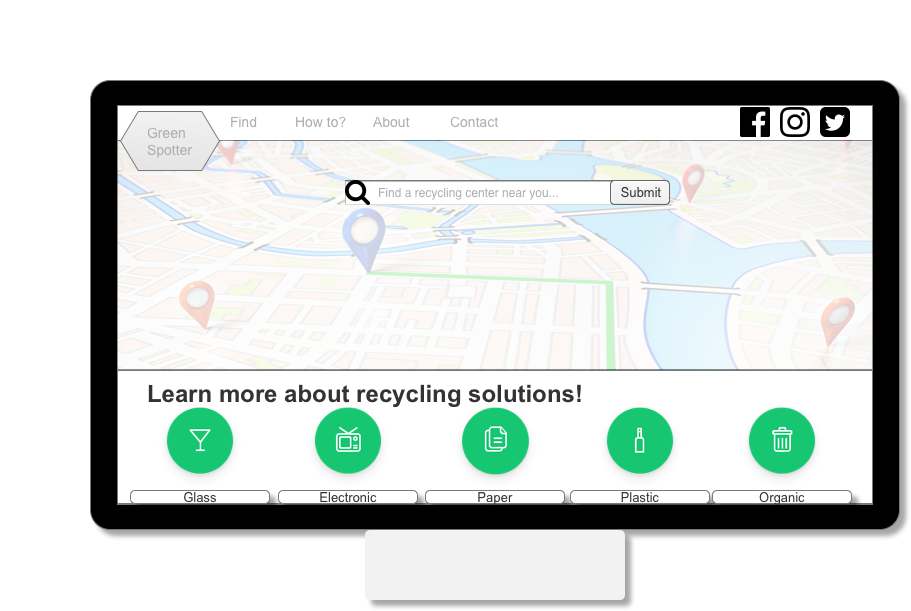 Green
Spotter
Find
How to?
About
Contact
Find a recycling center near you...
Submit
Learn more about recycling solutions!
Glass
Electronic
Paper
Plastic
Organic